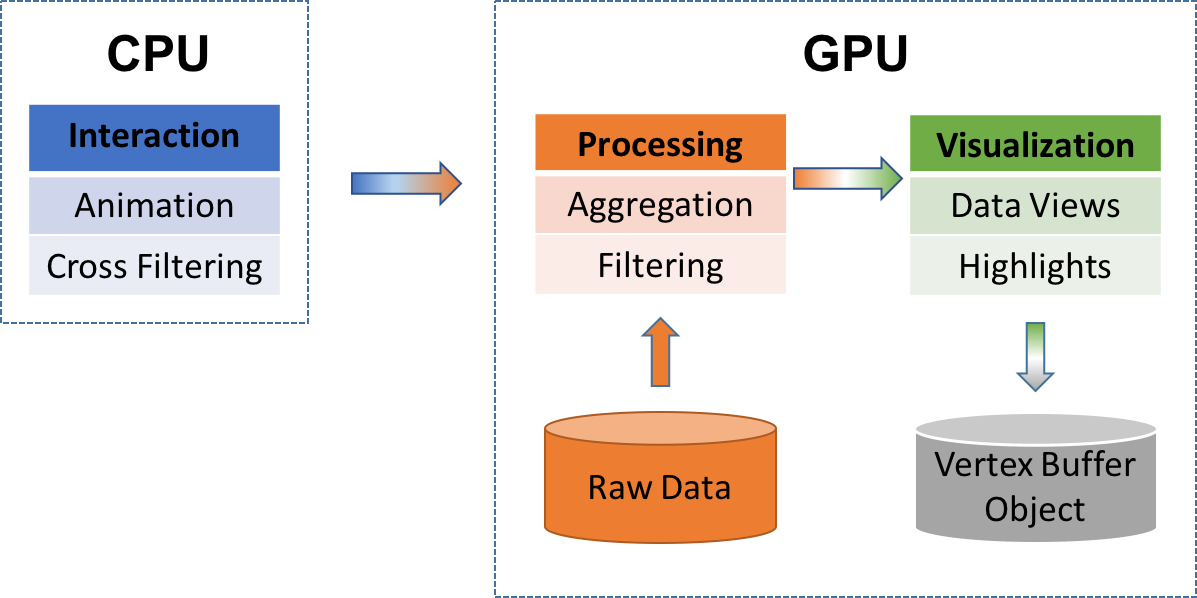 CPU
Interaction
Animation
Cross Filtering
GPU
Processing
Aggregation
Filtering
Raw Data
Visualization
Data Views
Highlights
Vertex Buffer
Object